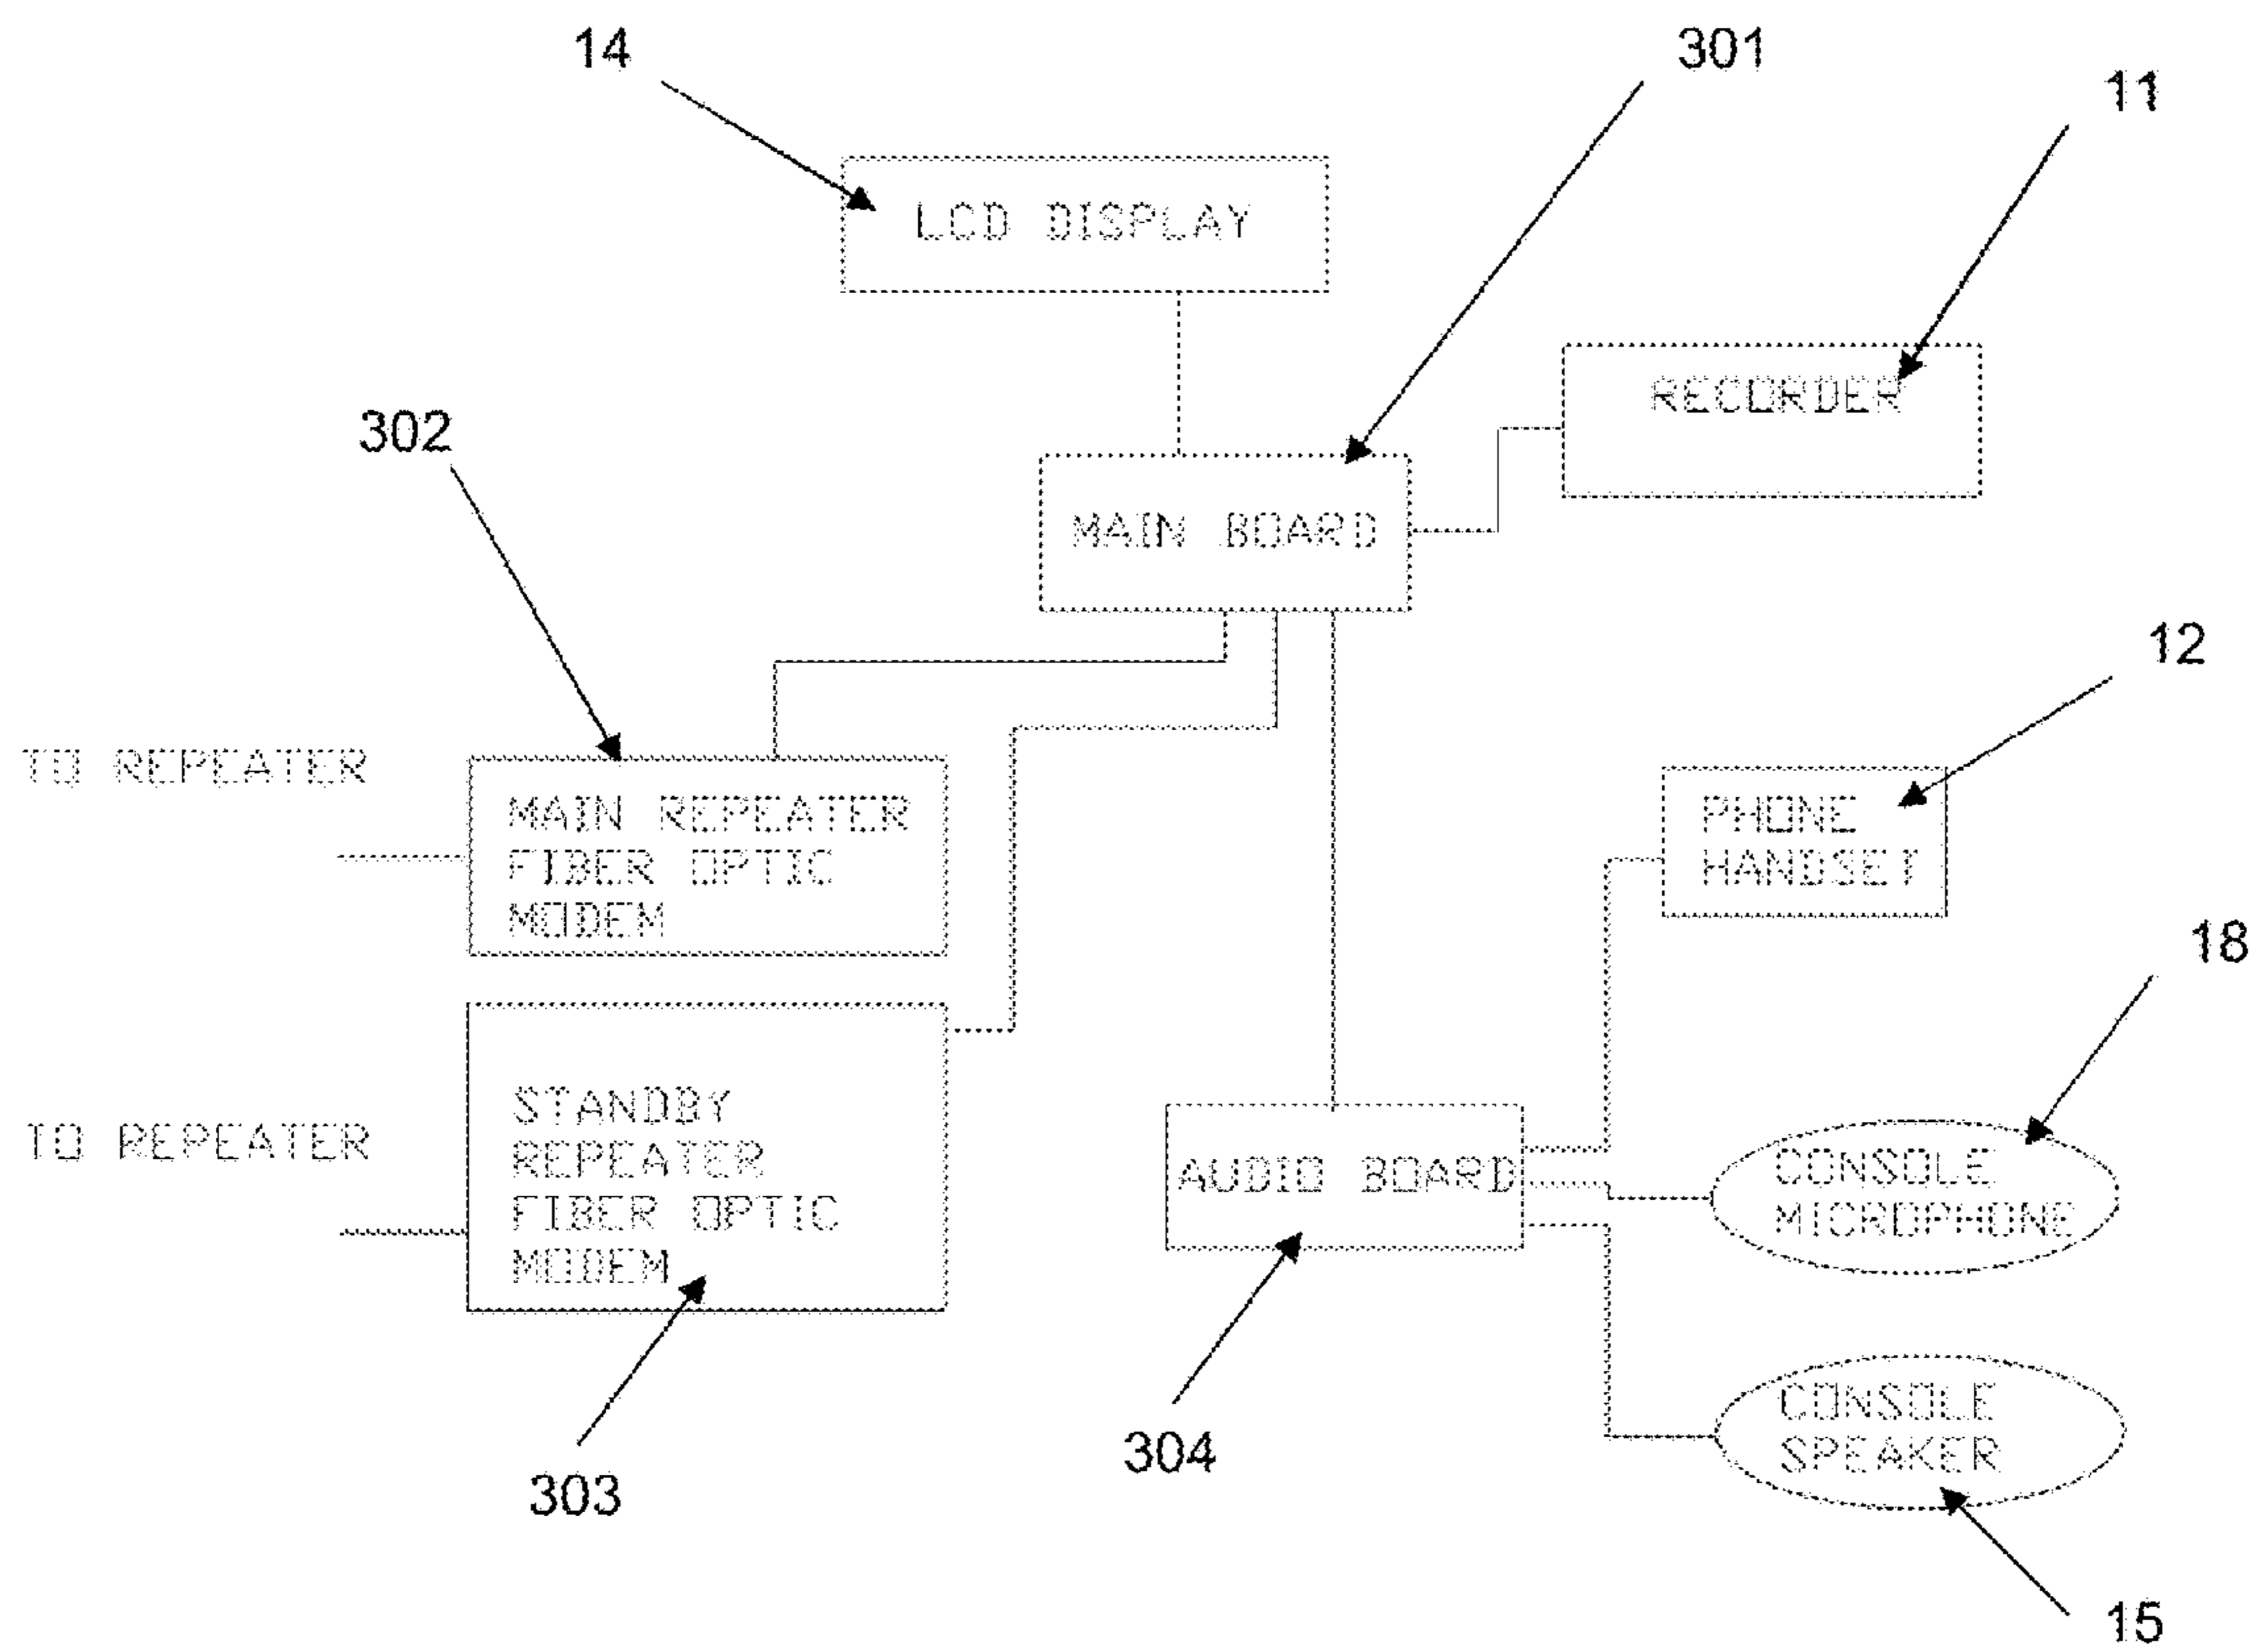 14
301
11
LCD DISPLAY
RECORDER
302
MAIN BOARD
12
TO REPEATER
MAIN REPEATER
FIBER OPTIC
MODEM
PHONE
HANDSET
18
STANDBY
REPEATER
FIBER OPTIC
MODEM
TO REPEATER
AUDIO BOARD
CONSOLE
MICROPHONE
CONSOLE
SPEAKER
304
303
15